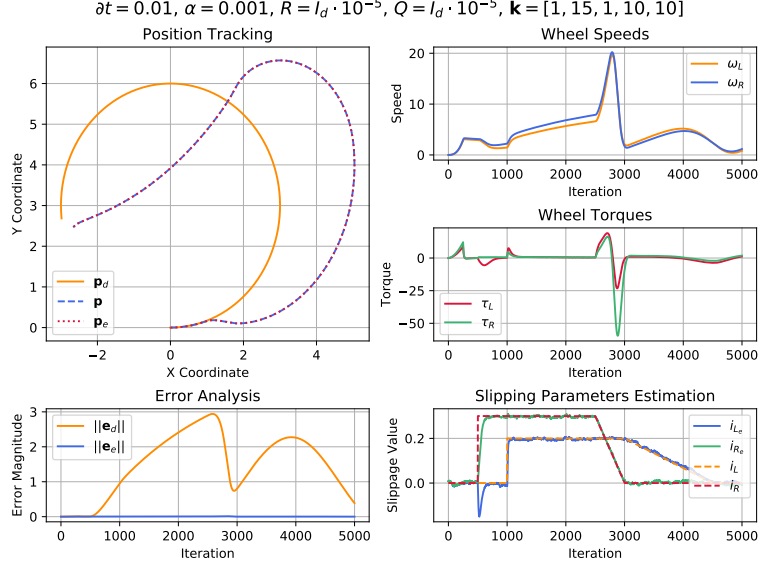 ∂t = 0.01, α = 0.001, R = I_d · 10^{-5}, Q = I_d · 10^{-5}, **k** = [1, 15, 1, 10, 10]
Position Tracking
Y Coordinate
6
5
4
3
2
1
0
−2
0
2
4
X Coordinate
p_d
p
p_e
Wheel Speeds
Speed
20
10
0
0
1000
2000
3000
4000
5000
Iteration
ω_L
ω_R
Wheel Torques
Torque
0
−25
−50
0
1000
2000
3000
4000
5000
Iteration
τ_L
τ_R
Error Analysis
Error Magnitude
3
2
1
0
0
1000
2000
3000
4000
5000
Iteration
||e_d||
||e_e||
Slipping Parameters Estimation
Slippage Value
0.2
0.0
0
1000
2000
3000
4000
5000
Iteration
i_{L_e}
i_{R_e}
i_L
i_R